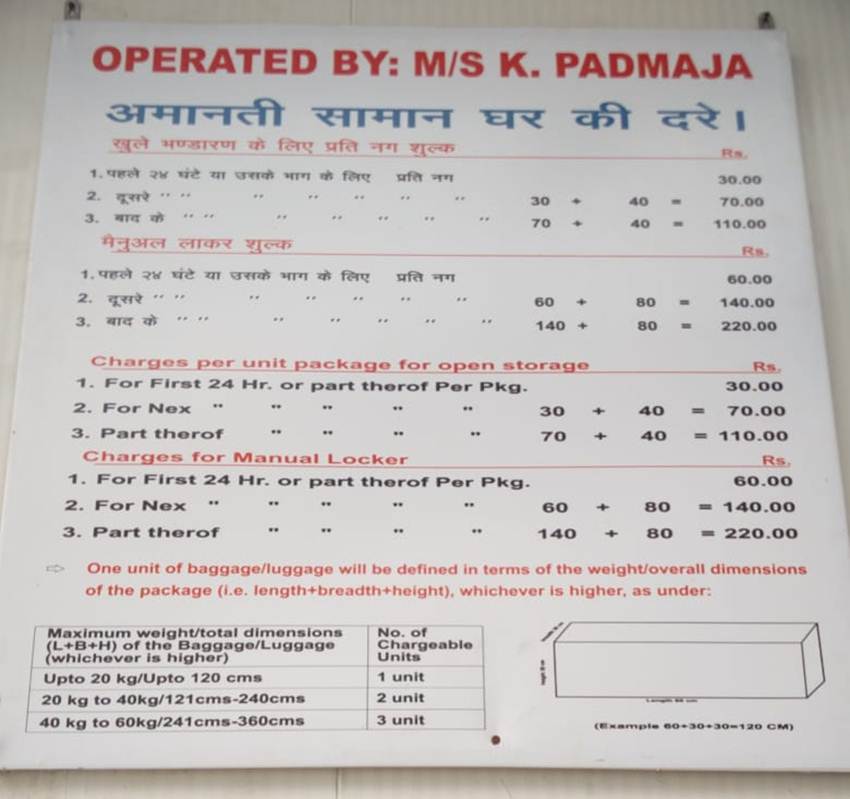 OPERATED BY: M/S K. PADMAJA
अमानती सामान घर की दरे।
खुले भण्डारण के लिए प्रति नग शुल्क Rs.
1. पहले २४ घंटे या उसके भाग के लिए प्रति नग 30.00
2. दूसरे " " " " " " " 30 + 40 = 70.00
3. बाद के " " " " " " " 70 + 40 = 110.00
मैनुअल लाकर शुल्क Rs.
1. पहले २४ घंटे या उसके भाग के लिए प्रति नग 60.00
2. दूसरे " " " " " " " 60 + 80 = 140.00
3. बाद के " " " " " " " 140 + 80 = 220.00
Charges per unit package for open storage Rs.
1. For First 24 Hr. or part therof Per Pkg. 30.00
2. For Nex " " " " " 30 + 40 = 70.00
3. Part therof " " " " 70 + 40 = 110.00
Charges for Manual Locker Rs.
1. For First 24 Hr. or part therof Per Pkg. 60.00
2. For Nex " " " " " 60 + 80 = 140.00
3. Part therof " " " " 140 + 80 = 220.00
⇨ One unit of baggage/luggage will be defined in terms of the weight/overall dimensions
of the package (i.e. length+breadth+height), whichever is higher, as under:
Maximum weight/total dimensions No. of
(L+B+H) of the Baggage/Luggage Chargeable
(whichever is higher) Units
Upto 20 kg/Upto 120 cms 1 unit
20 kg to 40kg/121cms-240cms 2 unit
40 kg to 60kg/241cms-360cms 3 unit
(Example 60+30+30=120 CM)